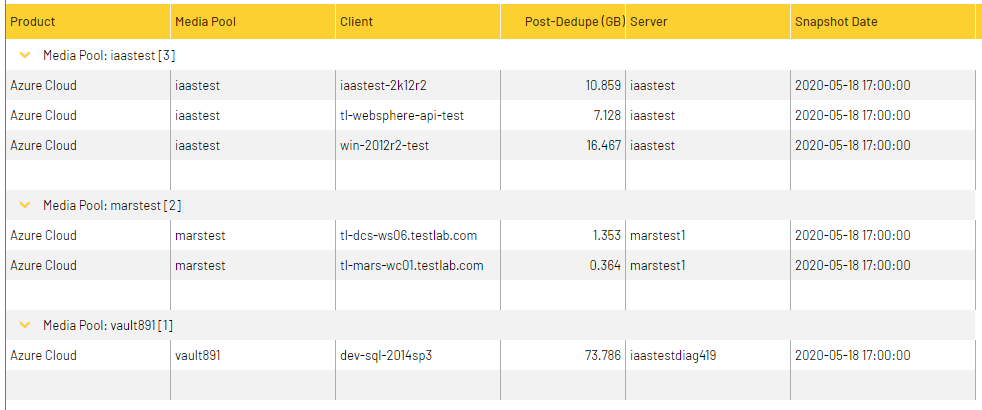 Product Media Pool Client Post-Dedupe (GB) Server Snapshot Date
Media Pool: iaastest [3]
Azure Cloud iaastest iaastest-2k12r2 10.859 iaastest 2020-05-18 17:00:00
Azure Cloud iaastest tl-websphere-api-test 7.128 iaastest 2020-05-18 17:00:00
Azure Cloud iaastest win-2012r2-test 16.467 iaastest 2020-05-18 17:00:00
Media Pool: marstest [2]
Azure Cloud marstest tl-dcs-ws06.testlab.com 1.353 marstest1 2020-05-18 17:00:00
Azure Cloud marstest tl-mars-wc01.testlab.com 0.364 marstest1 2020-05-18 17:00:00
Media Pool: vault891 [1]
Azure Cloud vault891 dev-sql-2014sp3 73.786 iaastestdiag419 2020-05-18 17:00:00